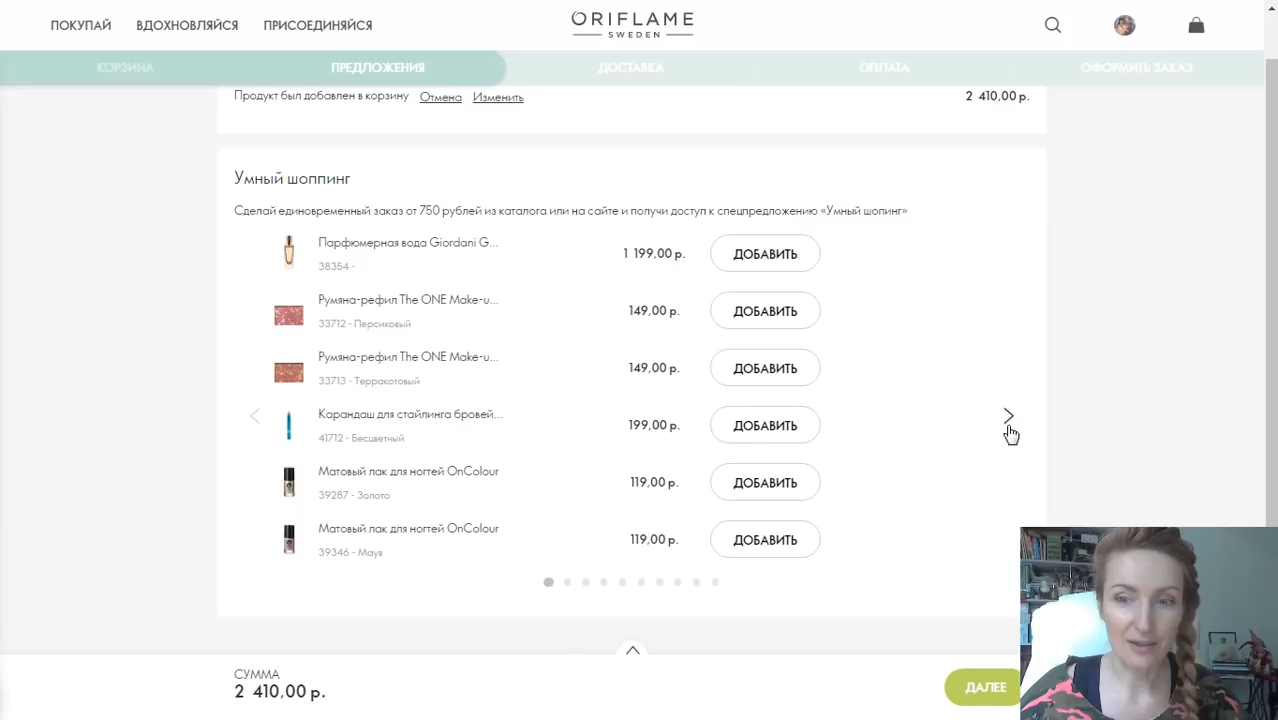 ПОКУПАЙ ВДОХНОВЛЯЙСЯ ПРИСОЕДИНЯЙСЯ
ORIFLAME
SWEDEN
КОРЗИНА ПРЕДЛОЖЕНИЯ ДОСТАВКА ОПЛАТА ОФОРМИТЬ ЗАКАЗ
Продукт был добавлен в корзину Отмена Изменить 2 410,00 р.
Умный шоппинг
Сделай единовременный заказ от 750 рублей из каталога или на сайте и получи доступ к спецпредложению «Умный шопинг»
Парфюмерная вода Giordani G... 1 199,00 р. ДОБАВИТЬ
38354 -
Румяна-рефил The ONE Make-u... 149,00 р. ДОБАВИТЬ
33712 - Персиковый
Румяна-рефил The ONE Make-u... 149,00 р. ДОБАВИТЬ
33713 - Терракотовый
Карандаш для стайлинга бровей... 199,00 р. ДОБАВИТЬ
41712 - Бесцветный
Матовый лак для ногтей OnColour 119,00 р. ДОБАВИТЬ
39287 - Золото
Матовый лак для ногтей OnColour 119,00 р. ДОБАВИТЬ
39346 - Маув
СУММА
2 410,00 р.
ДАЛЕЕ